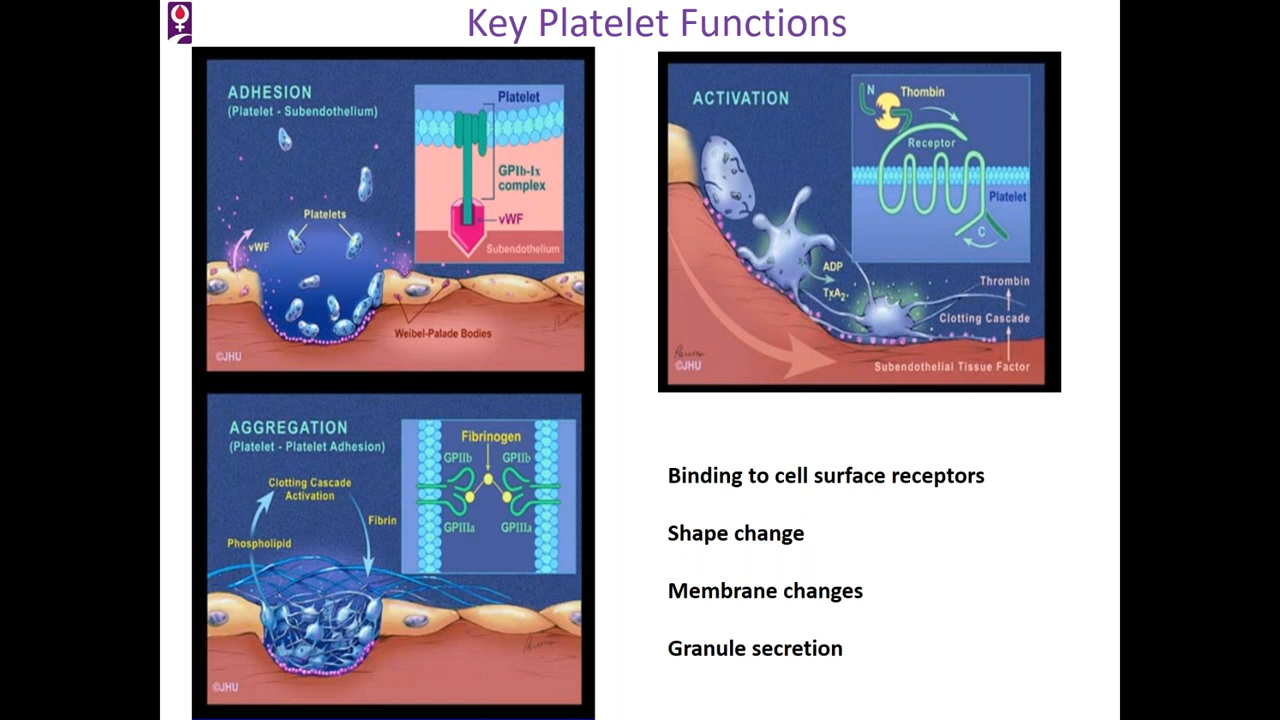 Key Platelet Functions
ADHESION
(Platelet - Subendothelium)
Platelet
GPIb-Ix
complex
vWF
Subendothelium
Platelets
vWF
Weibel-Palade Bodies
©JHU
ACTIVATION
N
Thrombin
Receptor
Platelet
C
ADP
TxA2
Thrombin
Clotting Cascade
Subendothelial Tissue Factor
©JHU
AGGREGATION
(Platelet - Platelet Adhesion)
Fibrinogen
GPIIb GPIIb
GPIIIa GPIIIa
Clotting Cascade
Activation
Fibrin
Phospholipid
©JHU
Binding to cell surface receptors
Shape change
Membrane changes
Granule secretion